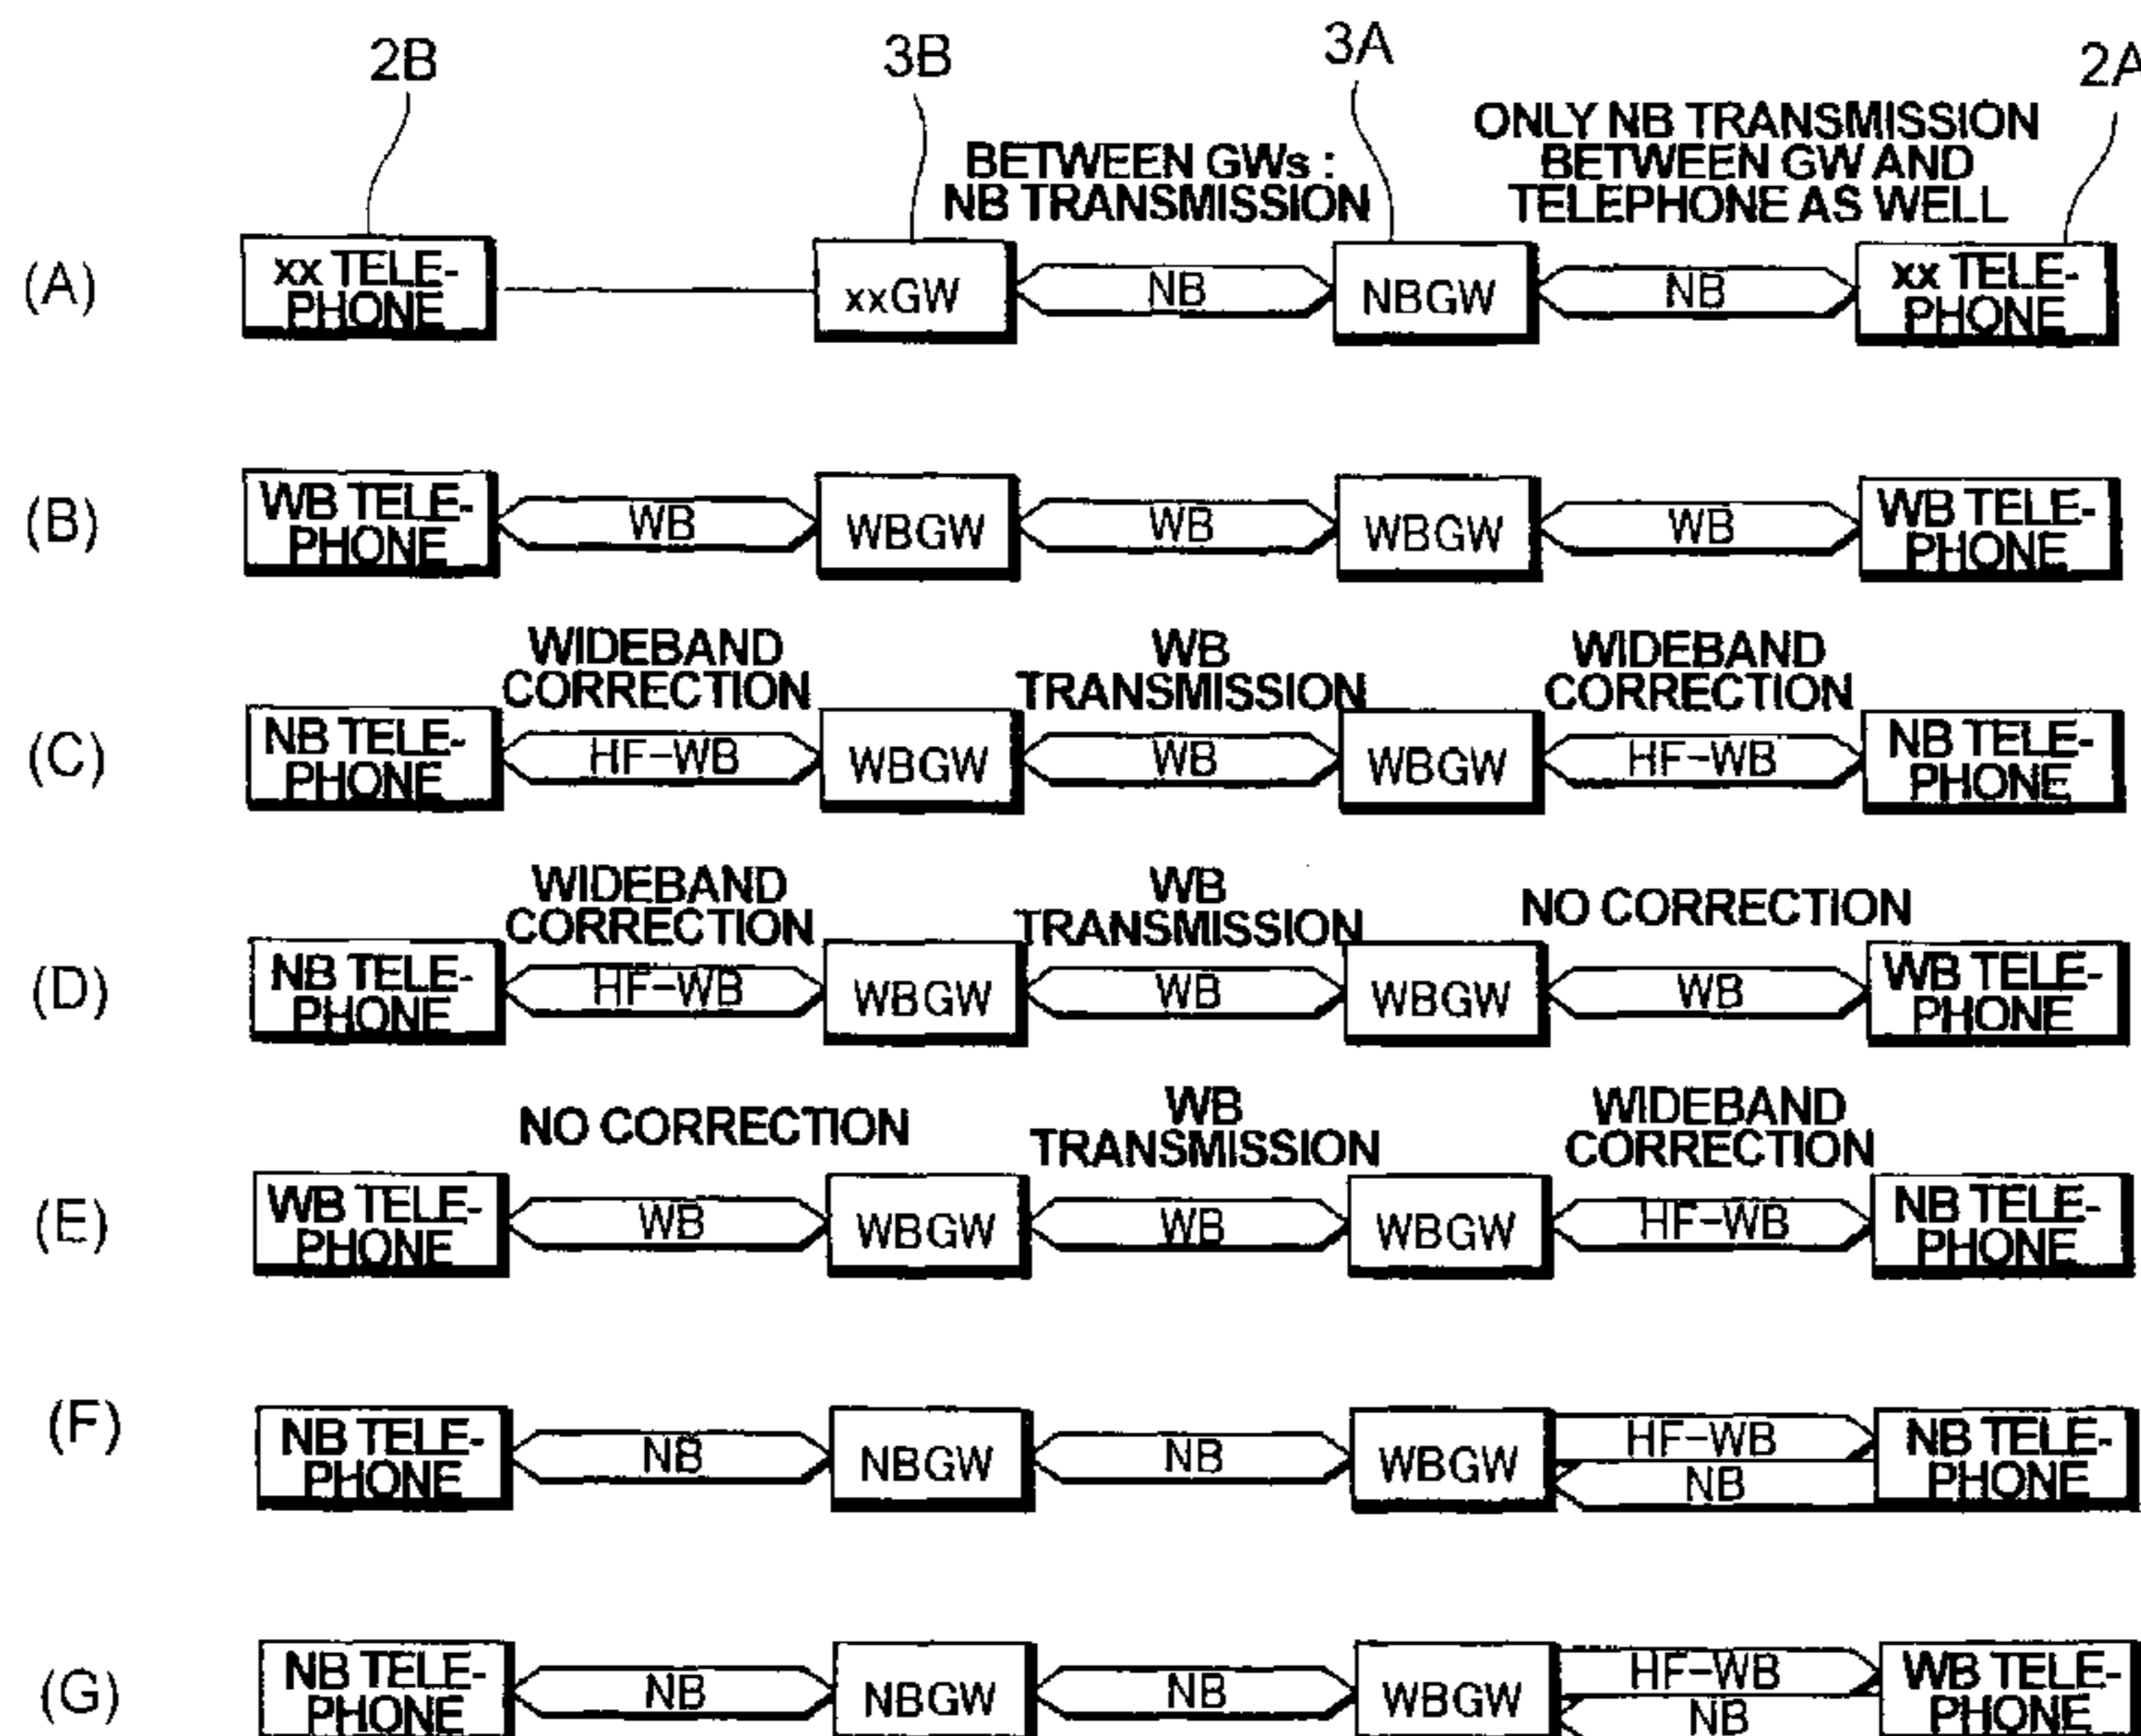 2B
3B
3A
2A
BETWEEN GWs :
NB TRANSMISSION
ONLY NB TRANSMISSION
BETWEEN GW AND
TELEPHONE AS WELL
(A)
xx TELE-
PHONE
xxGW
NB
NBGW
NB
xx TELE-
PHONE
(B)
WB TELE-
PHONE
WB
WBGW
WB
WBGW
WB
WB TELE-
PHONE
WIDEBAND
CORRECTION
WB
TRANSMISSION
WIDEBAND
CORRECTION
(C)
NB TELE-
PHONE
HF-WB
WBGW
WB
WBGW
HF-WB
NB TELE-
PHONE
WIDEBAND
CORRECTION
WB
TRANSMISSION
NO CORRECTION
(D)
NB TELE-
PHONE
HF-WB
WBGW
WB
WBGW
WB
WB TELE-
PHONE
NO CORRECTION
WB
TRANSMISSION
WIDEBAND
CORRECTION
(E)
WB TELE-
PHONE
WB
WBGW
WB
WBGW
HF-WB
NB TELE-
PHONE
(F)
NB TELE-
PHONE
NB
NBGW
NB
WBGW
HF-WB
NB
NB TELE-
PHONE
(G)
NB TELE-
PHONE
NB
NBGW
NB
WBGW
HF-WB
NB
WB TELE-
PHONE